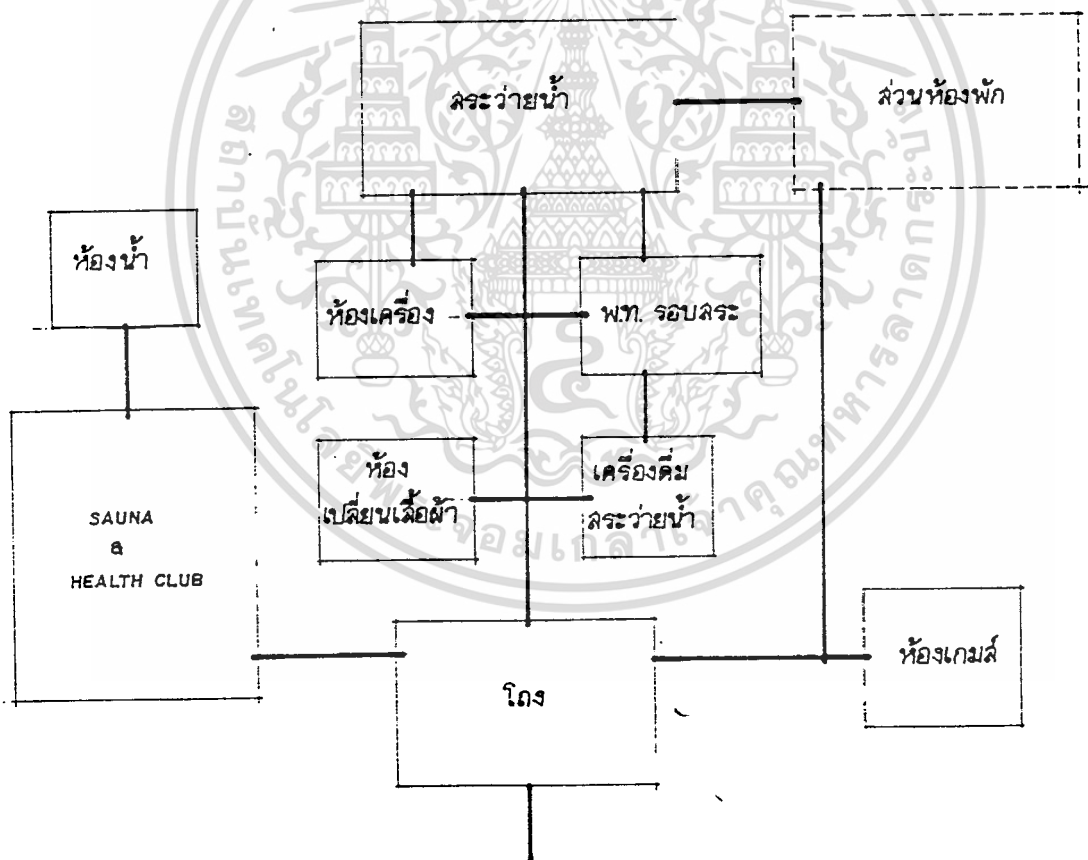 สระว่ายน้ำ
ส่วนห้องพัก
ห้องน้ำ
ห้องเครื่อง
พ.ท. รอบสระ
ห้อง
เปลี่ยนเสื้อผ้า
เครื่องดื่ม
สระว่ายน้ำ
SAUNA
&
HEALTH CLUB
โถง
ห้องเกมส์